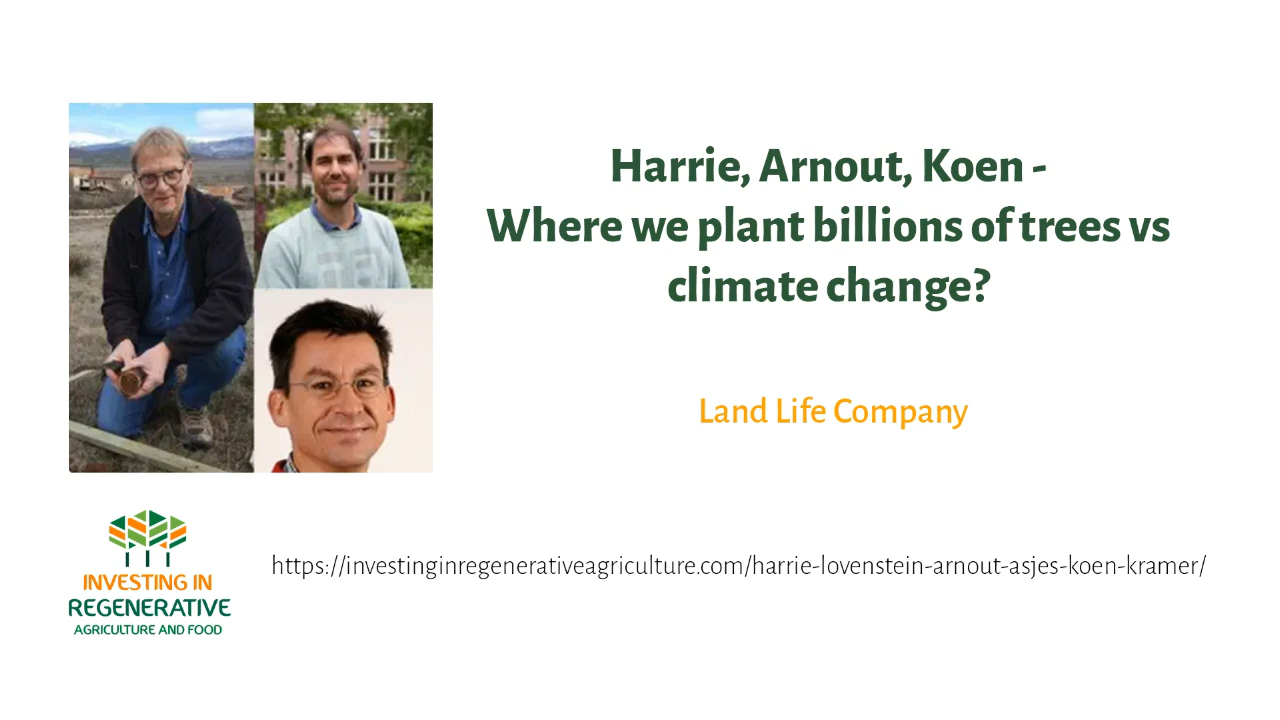 Harrie, Arnout, Koen -
Where we plant billions of trees vs
climate change?
Land Life Company
INVESTING IN
REGENERATIVE
AGRICULTURE AND FOOD
https://investinginregenerativeagriculture.com/harrie-lovenstein-arnout-asjes-koen-kramer/